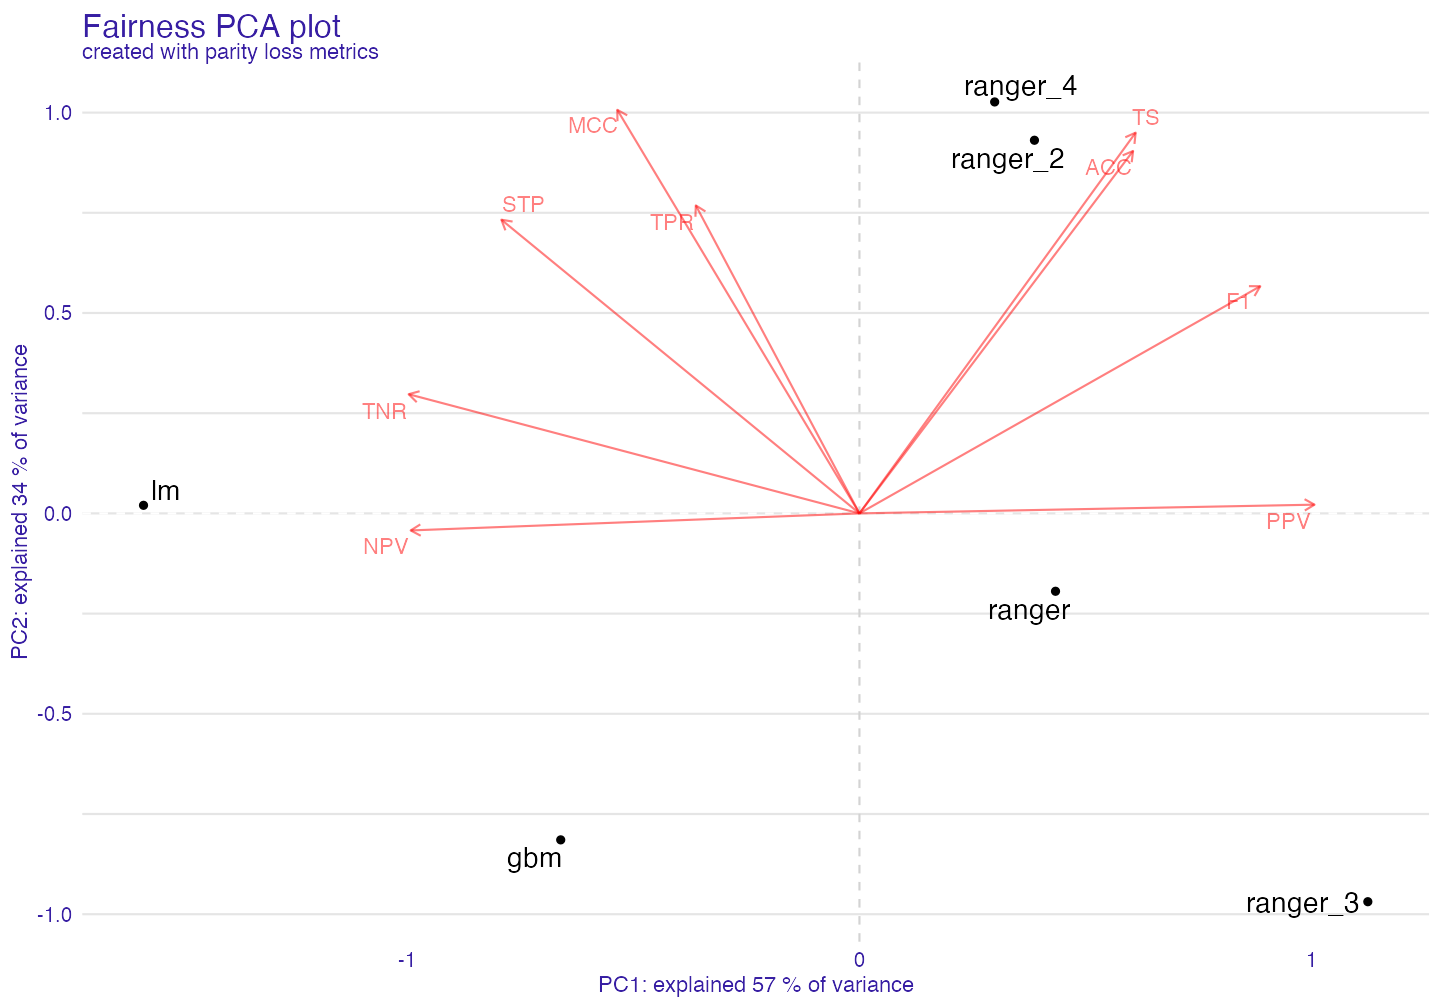 Fairness PCA plot
created with parity loss metrics
ranger_4
1.0
MCC
TS
ranger_2
ACC
STP
TPR
0.5
F1
TNR
lm
0.0
PPV
NPV
ranger
-0.5
gbm
ranger_3
-1.0
-1
0
1
PC1: explained 57 % of variance
PC2: explained 34 % of variance